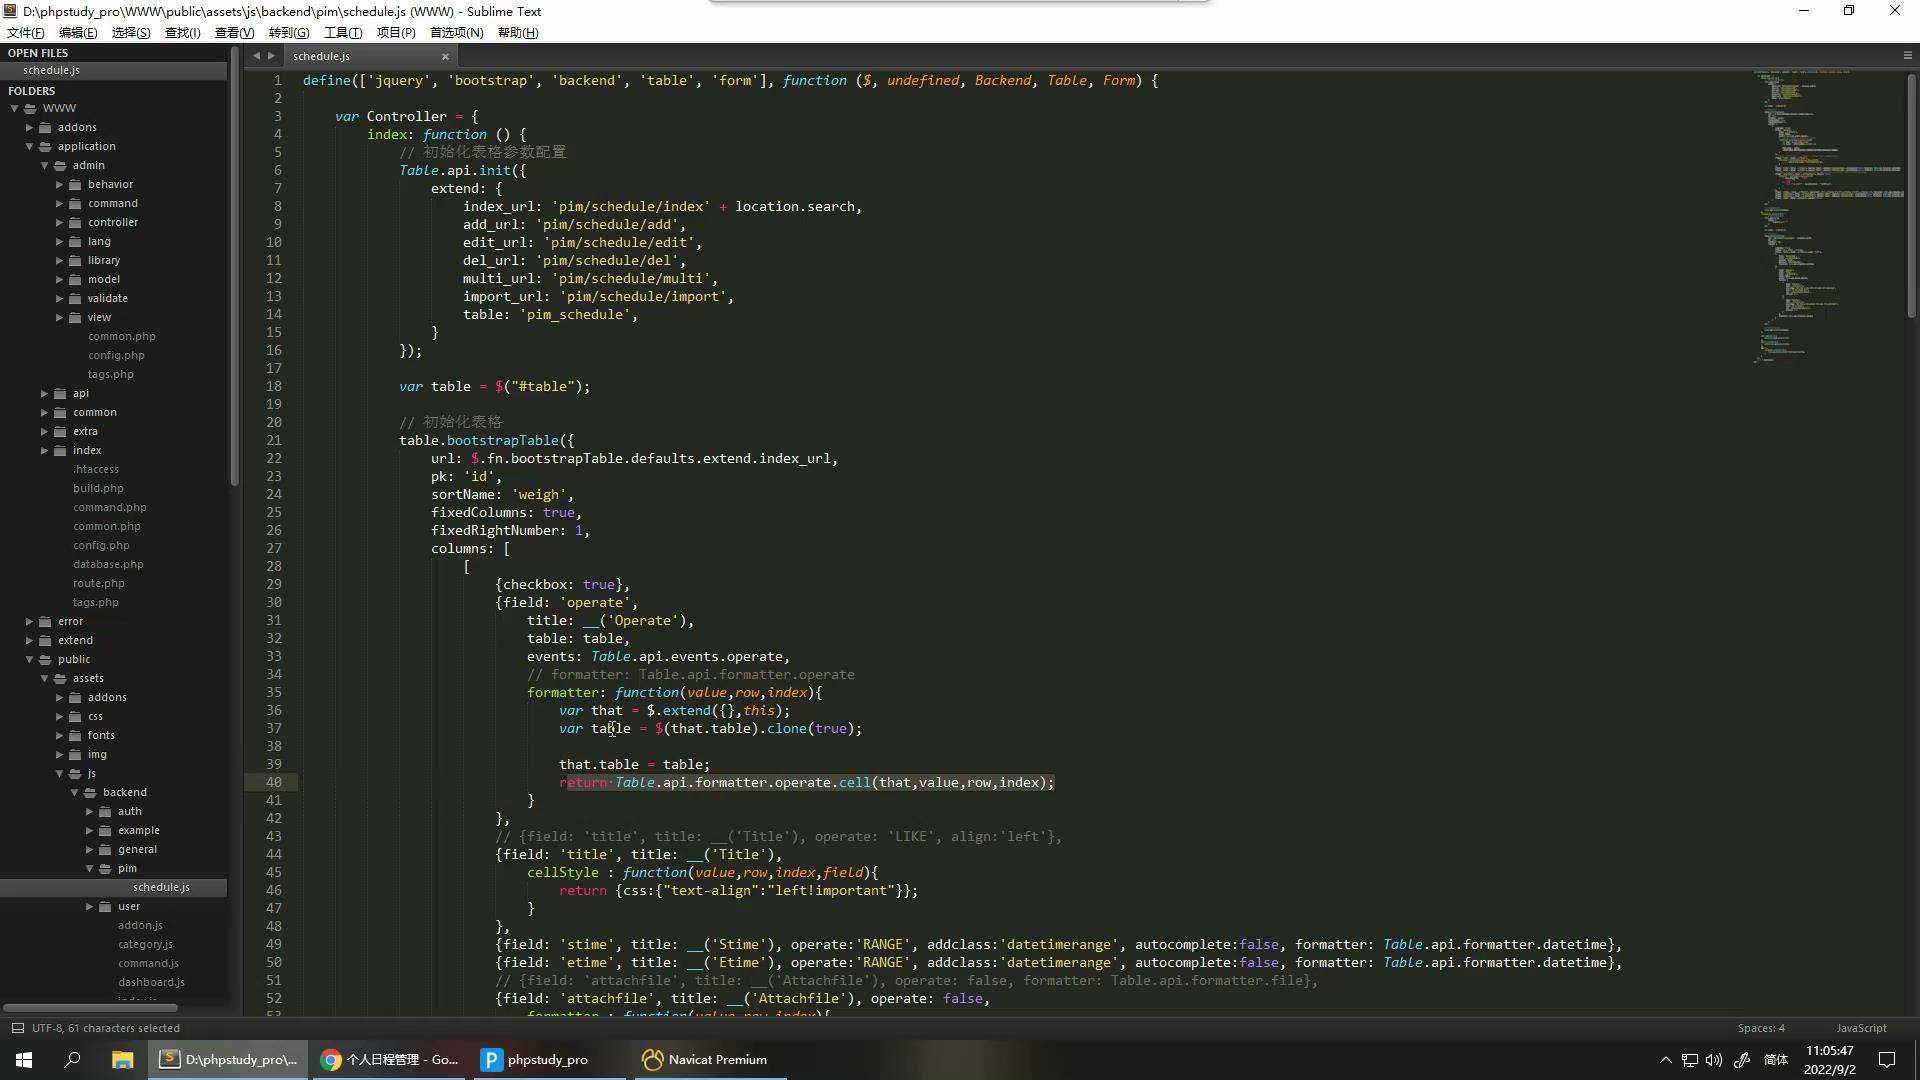 D:\phpstudy_pro\WWW\public\assets\js\backend\pim\schedule.js (WWW) - Sublime Text
文件(F) 编辑(E) 选择(S) 查找(I) 查看(V) 转到(G) 工具(T) 项目(P) 首选项(N) 帮助(H)
OPEN FILES
schedule.js
FOLDERS
WWW
addons
application
admin
behavior
command
controller
lang
library
model
validate
view
common.php
config.php
tags.php
api
common
extra
index
.htaccess
build.php
command.php
common.php
config.php
database.php
route.php
tags.php
error
extend
public
assets
addons
css
fonts
img
js
backend
auth
example
general
pim
schedule.js
user
addon.js
category.js
command.js
dashboard.js
schedule.js
1 define(['jquery', 'bootstrap', 'backend', 'table', 'form'], function ($, undefined, Backend, Table, Form) {
2
3 var Controller = {
4 index: function () {
5 // 初始化表格参数配置
6 Table.api.init({
7 extend: {
8 index_url: 'pim/schedule/index' + location.search,
9 add_url: 'pim/schedule/add',
10 edit_url: 'pim/schedule/edit',
11 del_url: 'pim/schedule/del',
12 multi_url: 'pim/schedule/multi',
13 import_url: 'pim/schedule/import',
14 table: 'pim_schedule',
15 }
16 });
17
18 var table = $("#table");
19
20 // 初始化表格
21 table.bootstrapTable({
22 url: $.fn.bootstrapTable.defaults.extend.index_url,
23 pk: 'id',
24 sortName: 'weigh',
25 fixedColumns: true,
26 fixedRightNumber: 1,
27 columns: [
28 [
29 {checkbox: true},
30 {field: 'operate',
31 title: __('Operate'),
32 table: table,
33 events: Table.api.events.operate,
34 // formatter: Table.api.formatter.operate
35 formatter: function(value,row,index){
36 var that = $.extend({},this);
37 var table = $(that.table).clone(true);
38
39 that.table = table;
40 return Table.api.formatter.operate.cell(that,value,row,index);
41 }
42 },
43 // {field: 'title', title: __('Title'), operate: 'LIKE', align:'left'},
44 {field: 'title', title: __('Title'),
45 cellStyle : function(value,row,index,field){
46 return {css:{"text-align":"left!important"}};
47 }
48 },
49 {field: 'stime', title: __('Stime'), operate:'RANGE', addclass:'datetimerange', autocomplete:false, formatter: Table.api.formatter.datetime},
50 {field: 'etime', title: __('Etime'), operate:'RANGE', addclass:'datetimerange', autocomplete:false, formatter: Table.api.formatter.datetime},
51 // {field: 'attachfile', title: __('Attachfile'), operate: false, formatter: Table.api.formatter.file},
52 {field: 'attachfile', title: __('Attachfile'), operate: false,
53 formatter : function(value,row,index){
UTF-8, 61 characters selected
Spaces: 4 JavaScript
D:\phpstudy_pro\... 个人日程管理 - Go... phpstudy_pro Navicat Premium
简体
11:05:47
2022/9/2